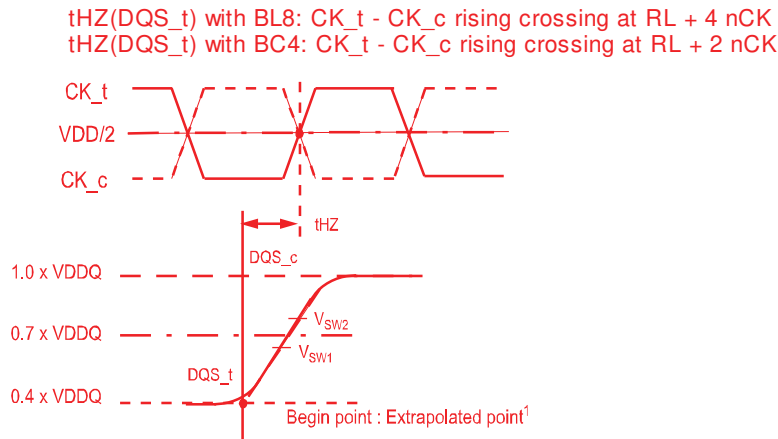 tHZ(DQS_t) with BL8: CK_t - CK_c rising crossing at RL + 4 nCK
tHZ(DQS_t) with BC4: CK_t - CK_c rising crossing at RL + 2 nCK
CK_t
VDD/2
CK_c
tHZ
DQS_c
1.0 x VDDQ
VSW2
0.7 x VDDQ
VSW1
DQS_t
0.4 x VDDQ
Begin point : Extrapolated point1